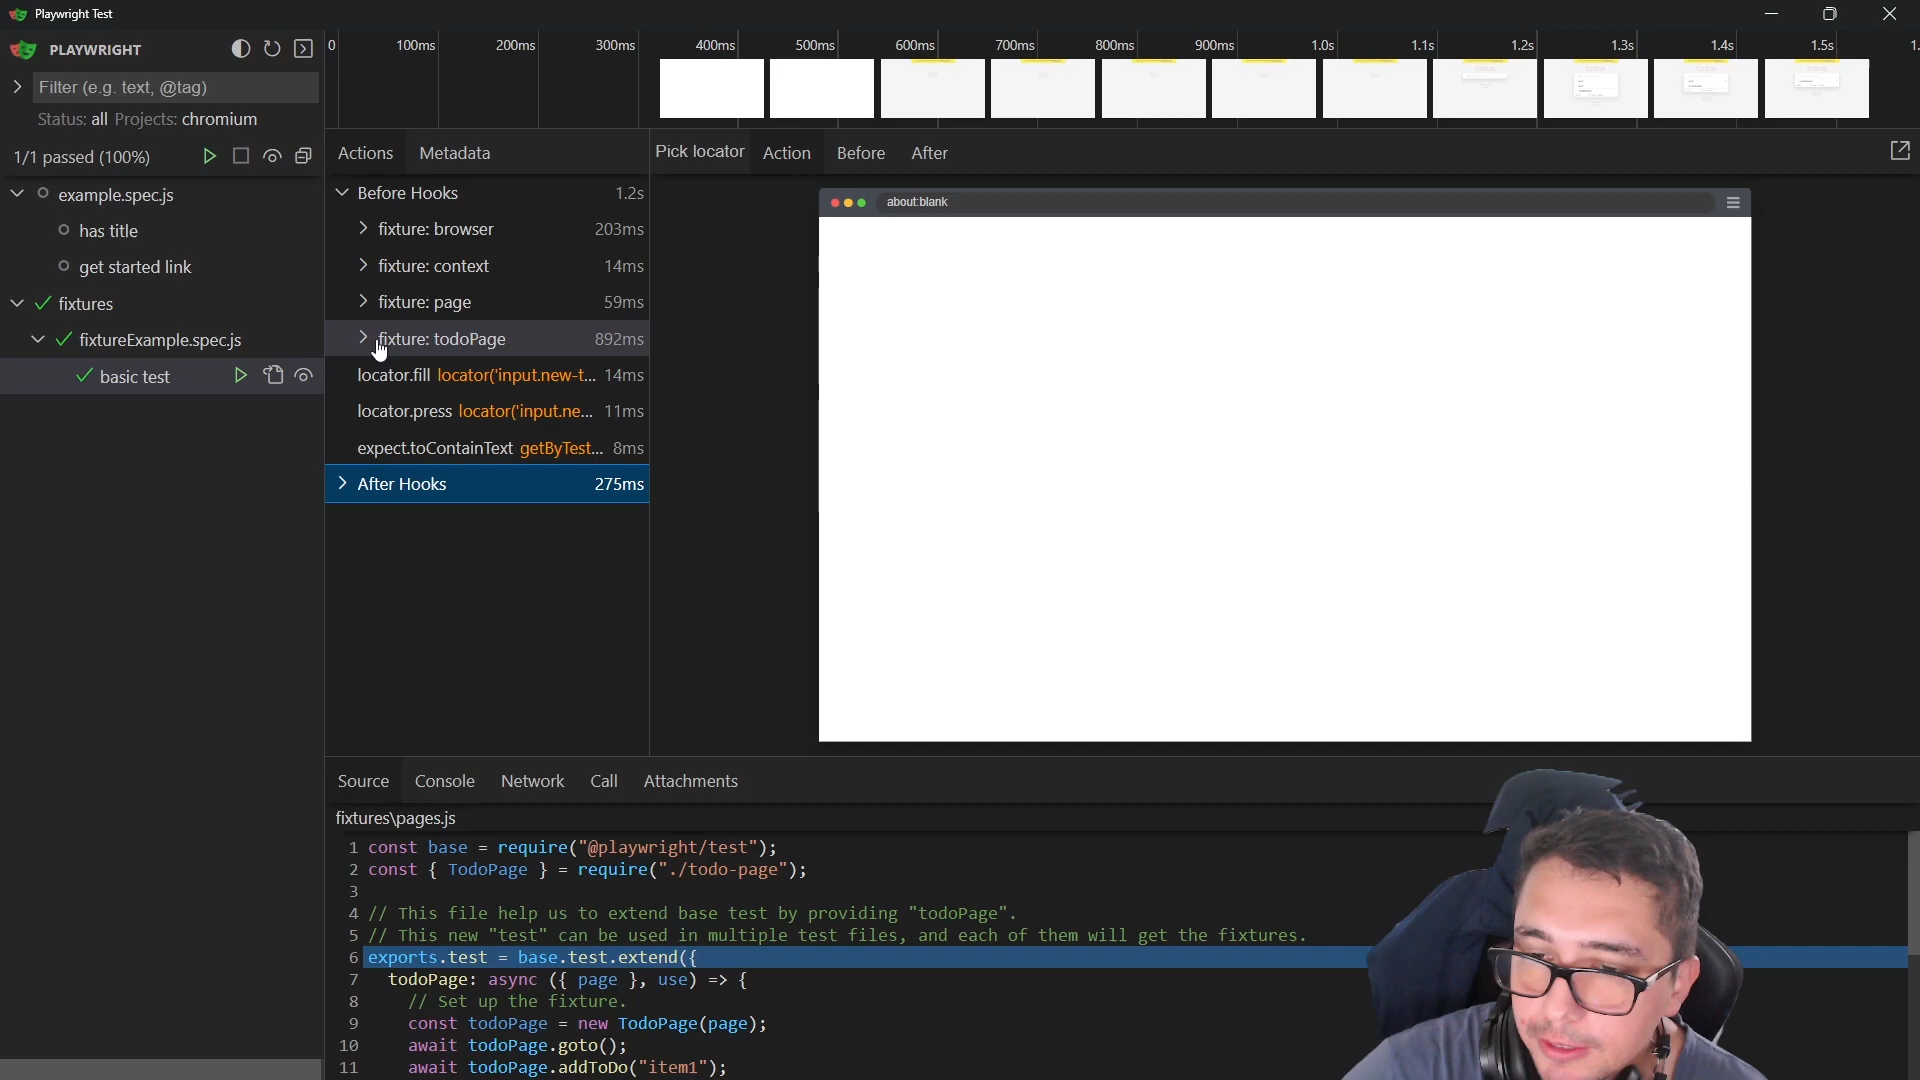 Playwright Test
PLAYWRIGHT
Filter (e.g. text, @tag)
Status: all Projects: chromium
1/1 passed (100%)
example.spec.js
has title
get started link
fixtures
fixtureExample.spec.js
basic test
0 100ms 200ms 300ms 400ms 500ms 600ms 700ms 800ms 900ms 1.0s 1.1s 1.2s 1.3s 1.4s 1.5s 1.
Actions Metadata
Before Hooks 1.2s
fixture: browser 203ms
fixture: context 14ms
fixture: page 59ms
fixture: todoPage 892ms
locator.fill locator('input.new-t... 14ms
locator.press locator('input.ne... 11ms
expect.toContainText getByTest... 8ms
After Hooks 275ms
Pick locator Action Before After
about:blank
Source Console Network Call Attachments
fixtures\pages.js
1 const base = require("@playwright/test");
2 const { TodoPage } = require("./todo-page");
3
4 // This file help us to extend base test by providing "todoPage".
5 // This new "test" can be used in multiple test files, and each of them will get the fixtures.
6 exports.test = base.test.extend({
7 todoPage: async ({ page }, use) => {
8 // Set up the fixture.
9 const todoPage = new TodoPage(page);
10 await todoPage.goto();
11 await todoPage.addToDo("item1");